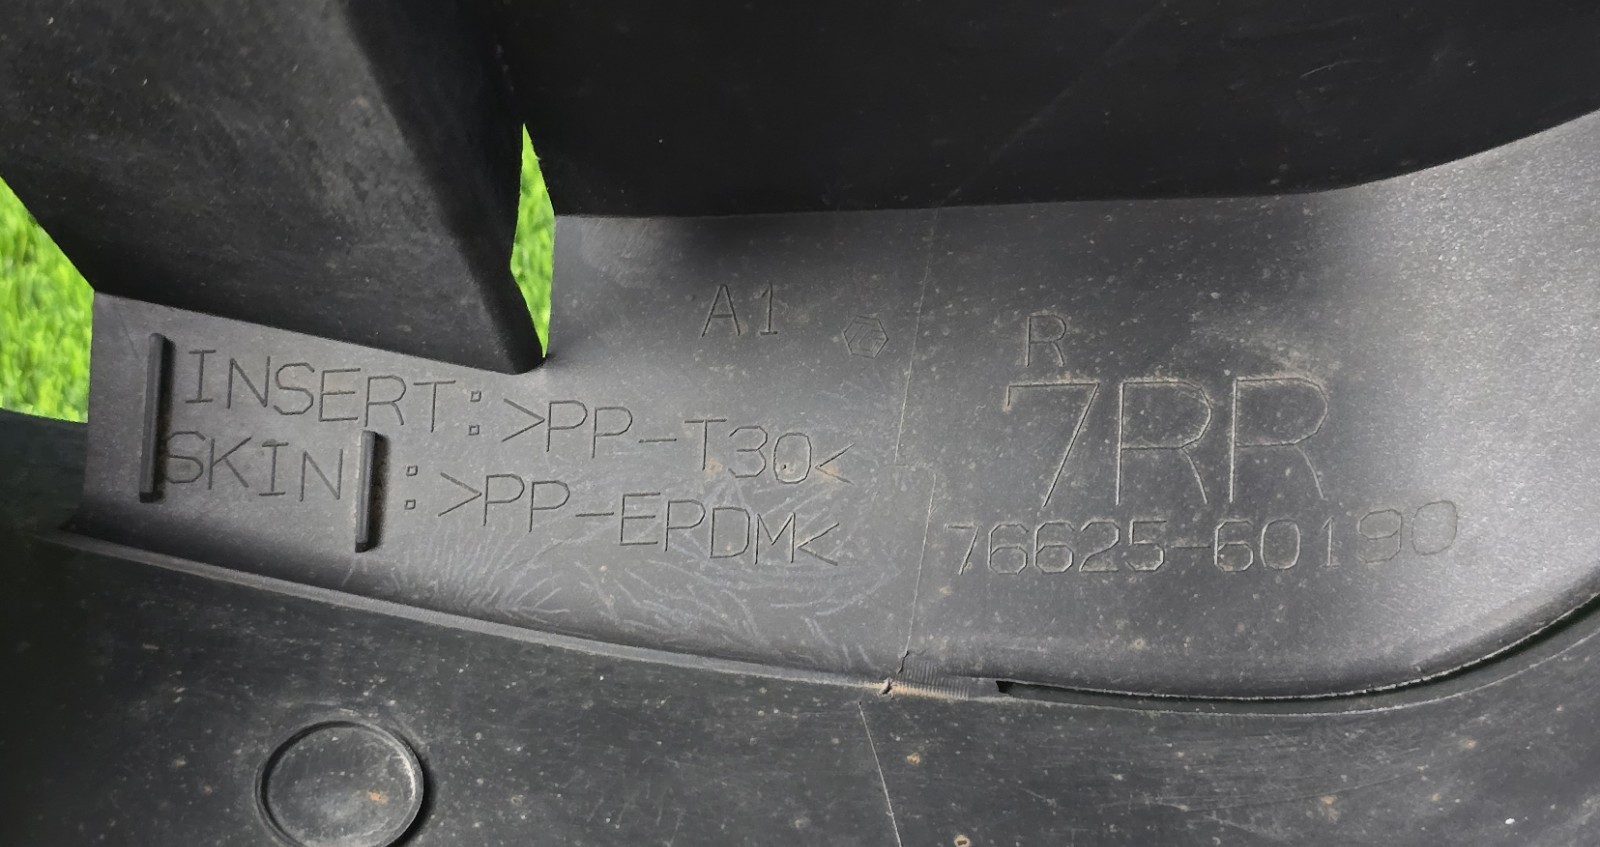 A1
R
INSERT:>PP-T30<
SKIN:>PP-EPDM<
7RR
76625-60190